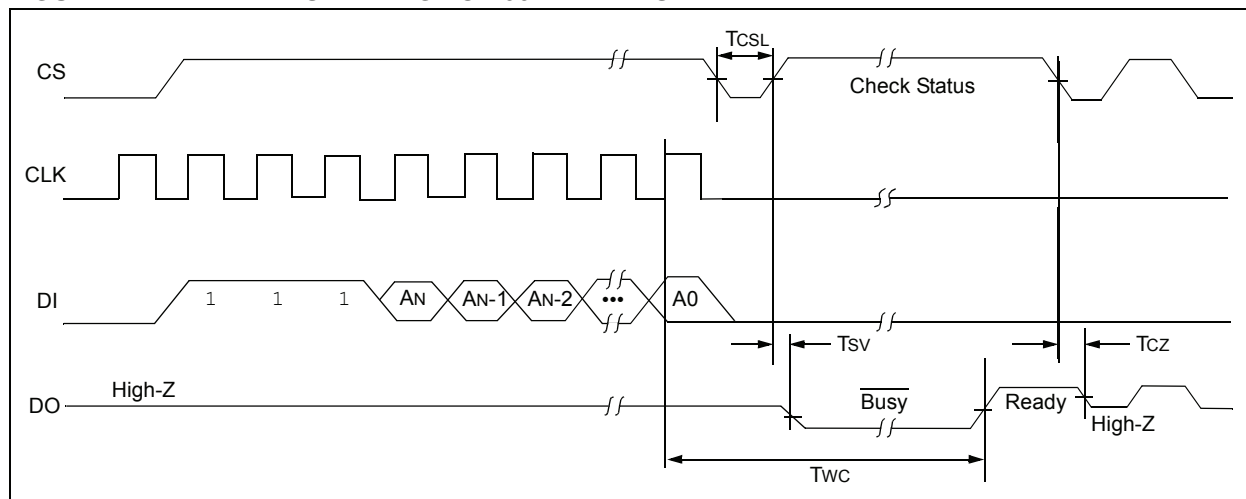 TCSL
CS
Check Status
CLK
DI
1 1 1 AN AN-1 AN-2 ••• A0
TSV
TCZ
High-Z
DO
Busy
Ready
High-Z
TWC